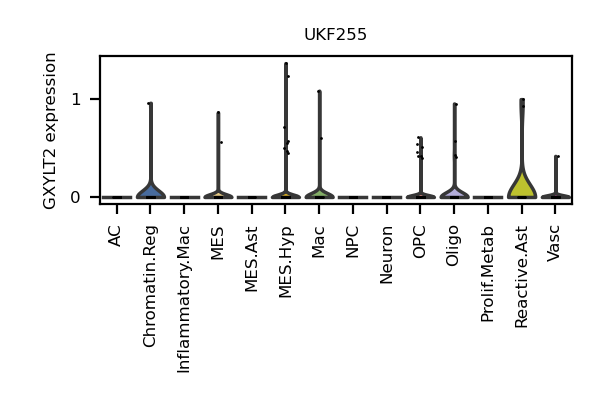 UKF255
GXYLT2 expression
1
0
AC
Chromatin.Reg
Inflammatory.Mac
MES
MES.Ast
MES.Hyp
Mac
NPC
Neuron
OPC
Oligo
Prolif.Metab
Reactive.Ast
Vasc